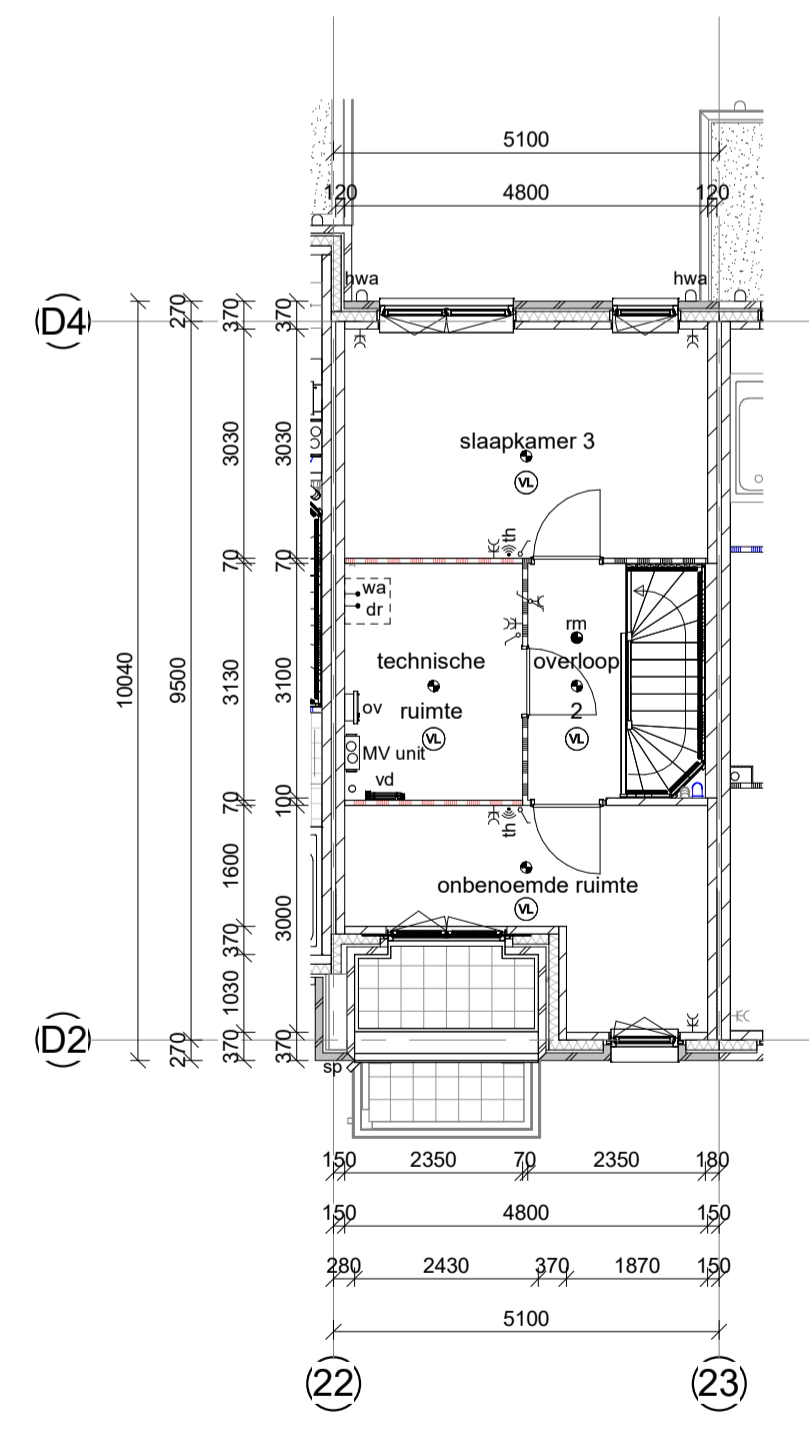 5100
120 4800 120
hwa hwa
D4
270 370 370
3030 3030
slaapkamer 3
VL
th
70 70
wa
dr
rm
technische overloop
ruimte 2
10040 9500 3130 3100
ov
VL VL
MV unit
vd
70 100
th
1600
onbenoemde ruimte
VL
3000
370
1030
D2
270 370 370
sp
150 2350 70 2350 180
150 4800 150
280 2430 370 1870 150
5100
22 23